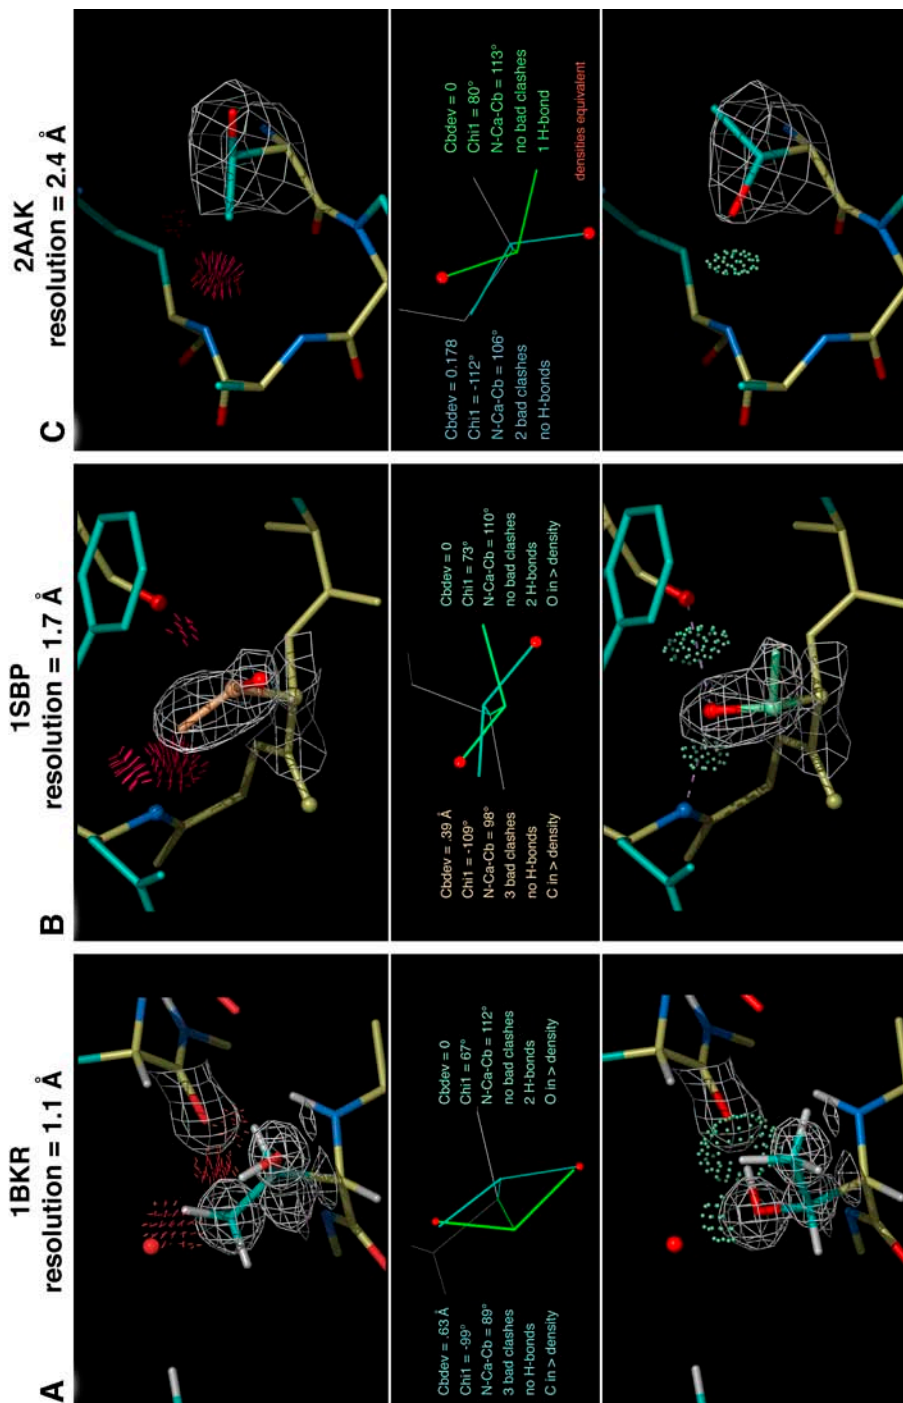 A
1BKR
resolution = 1.1 Å
Cbdev = .63 Å
Chi1 = -99°
N-Ca-Cb = 89°
3 bad clashes
no H-bonds
C in > density
Cbdev = 0
Chi1 = 67°
N-Ca-Cb = 112°
no bad clashes
2 H-bonds
O in > density
B
1SBP
resolution = 1.7 Å
Cbdev = .39 Å
Chi1 = -109°
N-Ca-Cb = 98°
3 bad clashes
no H-bonds
C in > density
Cbdev = 0
Chi1 = 73°
N-Ca-Cb = 110°
no bad clashes
2 H-bonds
O in > density
C
2AAK
resolution = 2.4 Å
Cbdev = 0.178
Chi1 = -112°
N-Ca-Cb = 106°
2 bad clashes
no H-bonds
Cbdev = 0
Chi1 = 80°
N-Ca-Cb = 113°
no bad clashes
1 H-bond
densities equivalent